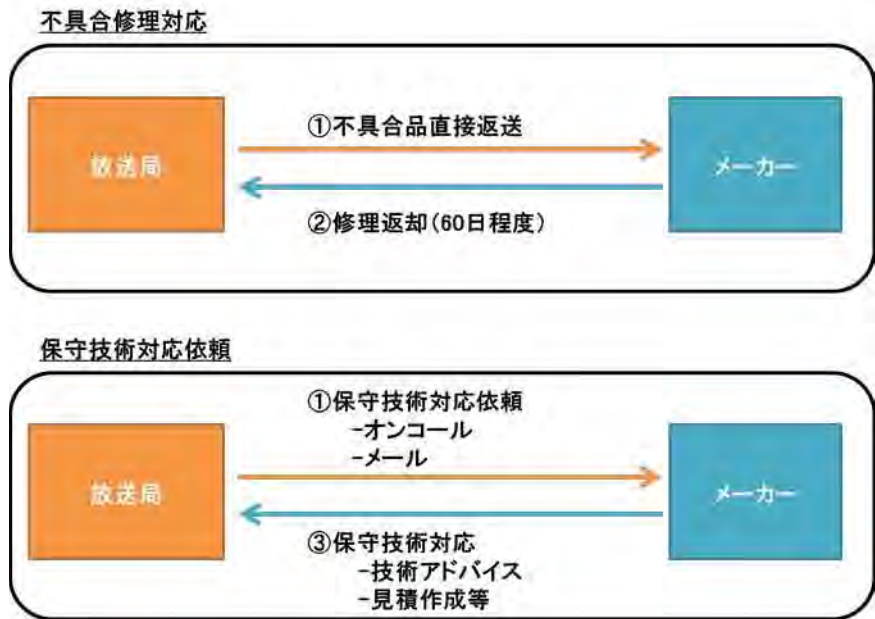 不具合修理対応
①不具合品直接返送
放送局
メーカー
②修理返却(60日程度)
保守技術対応依頼
①保守技術対応依頼
-オンコール
-メール
放送局
メーカー
③保守技術対応
-技術アドバイス
-見積作成等